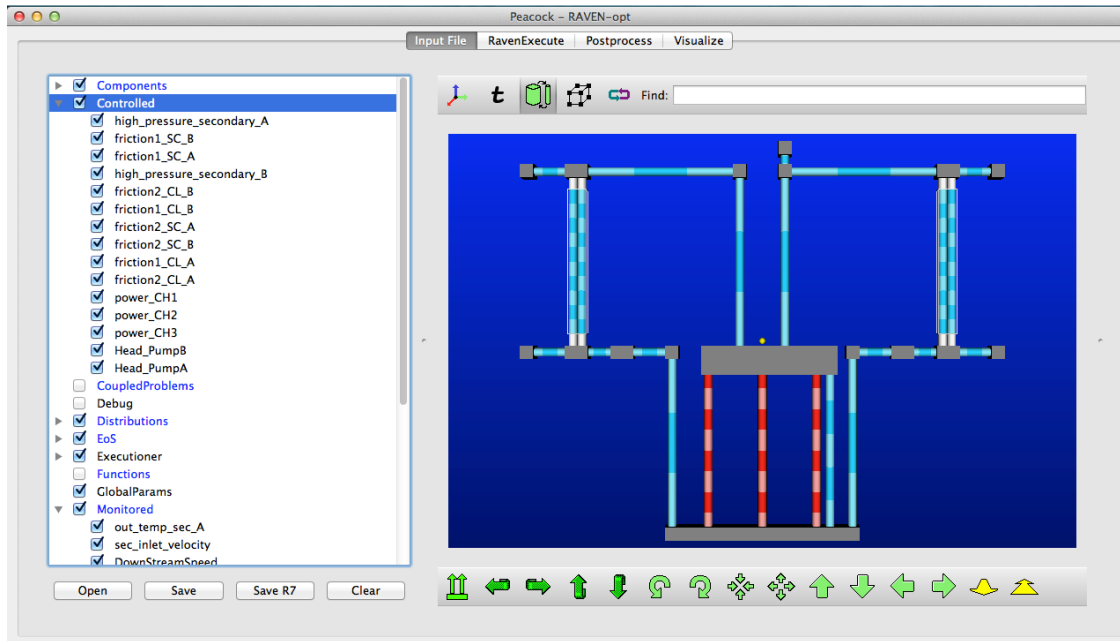 Peacock - RAVEN-opt
Input File RavenExecute Postprocess Visualize
Components
Controlled
high_pressure_secondary_A
friction1_SC_B
friction1_SC_A
high_pressure_secondary_B
friction2_CL_B
friction1_CL_B
friction2_SC_A
friction2_SC_B
friction1_CL_A
friction2_CL_A
power_CH1
power_CH2
power_CH3
Head_PumpB
Head_PumpA
CoupledProblems
Debug
Distributions
EoS
Executioner
Functions
GlobalParams
Monitored
out_temp_sec_A
sec_inlet_velocity
DownStreamSpeed
Open Save Save R7 Clear
t Find: